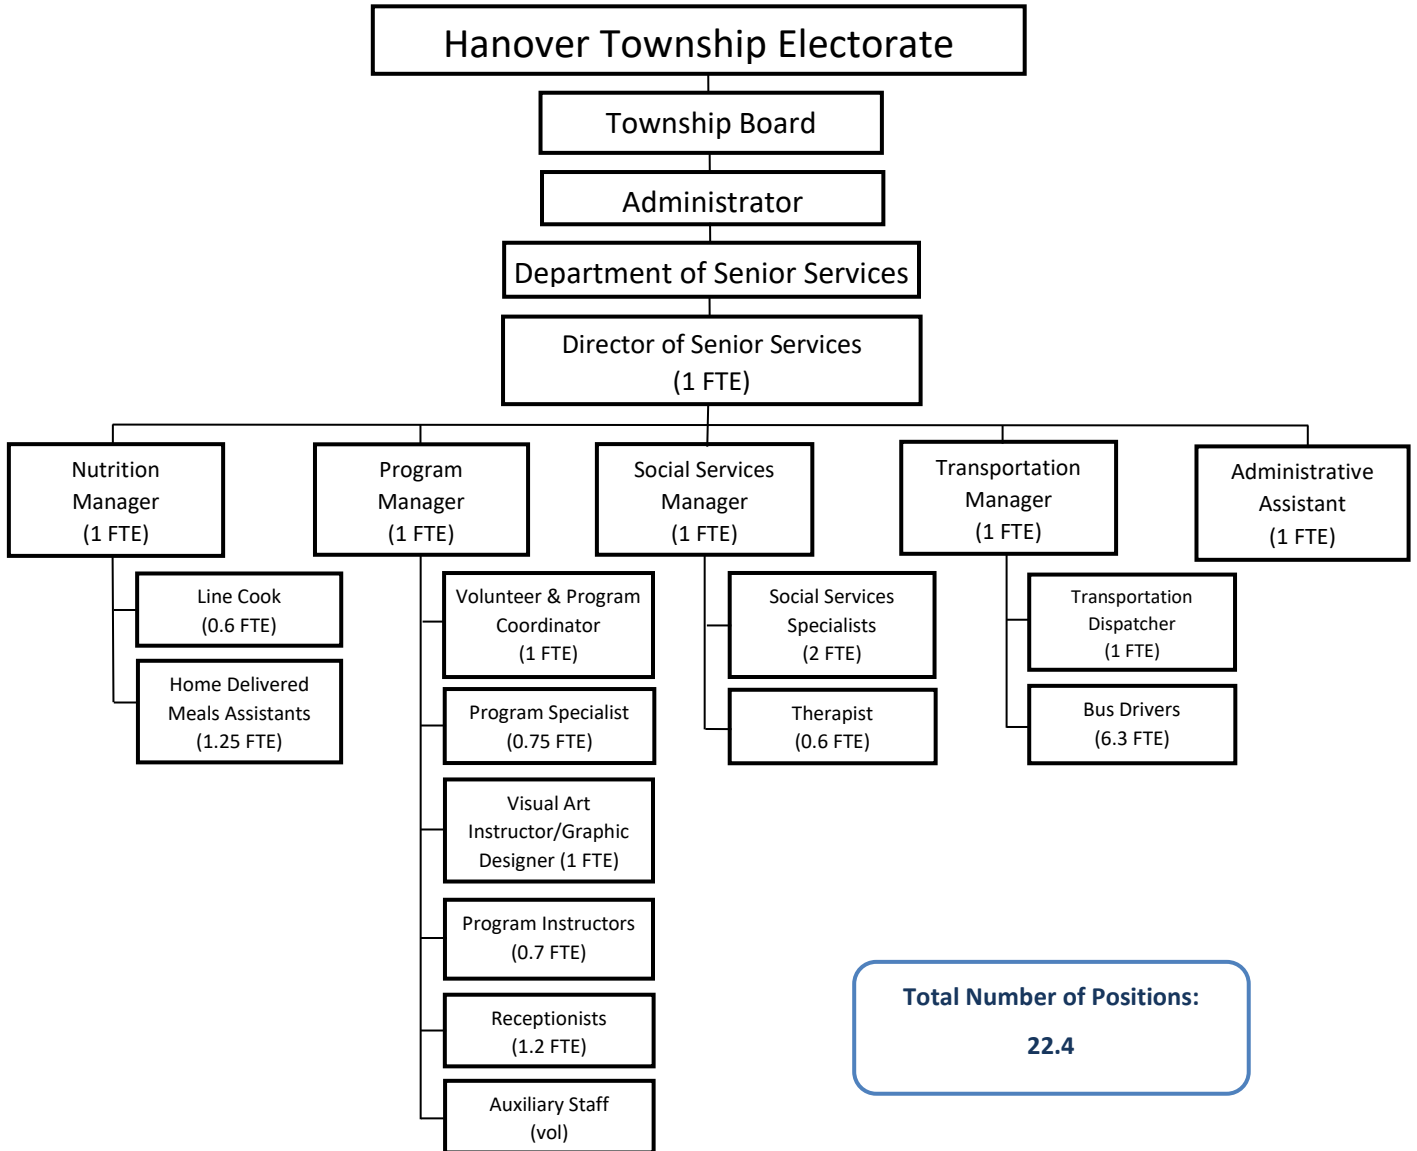 Hanover Township Electorate
Township Board
Administrator
Department of Senior Services
Director of Senior Services
(1 FTE)
Nutrition
Manager
(1 FTE)
Program
Manager
(1 FTE)
Social Services
Manager
(1 FTE)
Transportation
Manager
(1 FTE)
Administrative
Assistant
(1 FTE)
Line Cook
(0.6 FTE)
Home Delivered
Meals Assistants
(1.25 FTE)
Volunteer & Program
Coordinator
(1 FTE)
Program Specialist
(0.75 FTE)
Visual Art
Instructor/Graphic
Designer (1 FTE)
Program Instructors
(0.7 FTE)
Receptionists
(1.2 FTE)
Auxiliary Staff
(vol)
Social Services
Specialists
(2 FTE)
Therapist
(0.6 FTE)
Transportation
Dispatcher
(1 FTE)
Bus Drivers
(6.3 FTE)
Total Number of Positions:
22.4